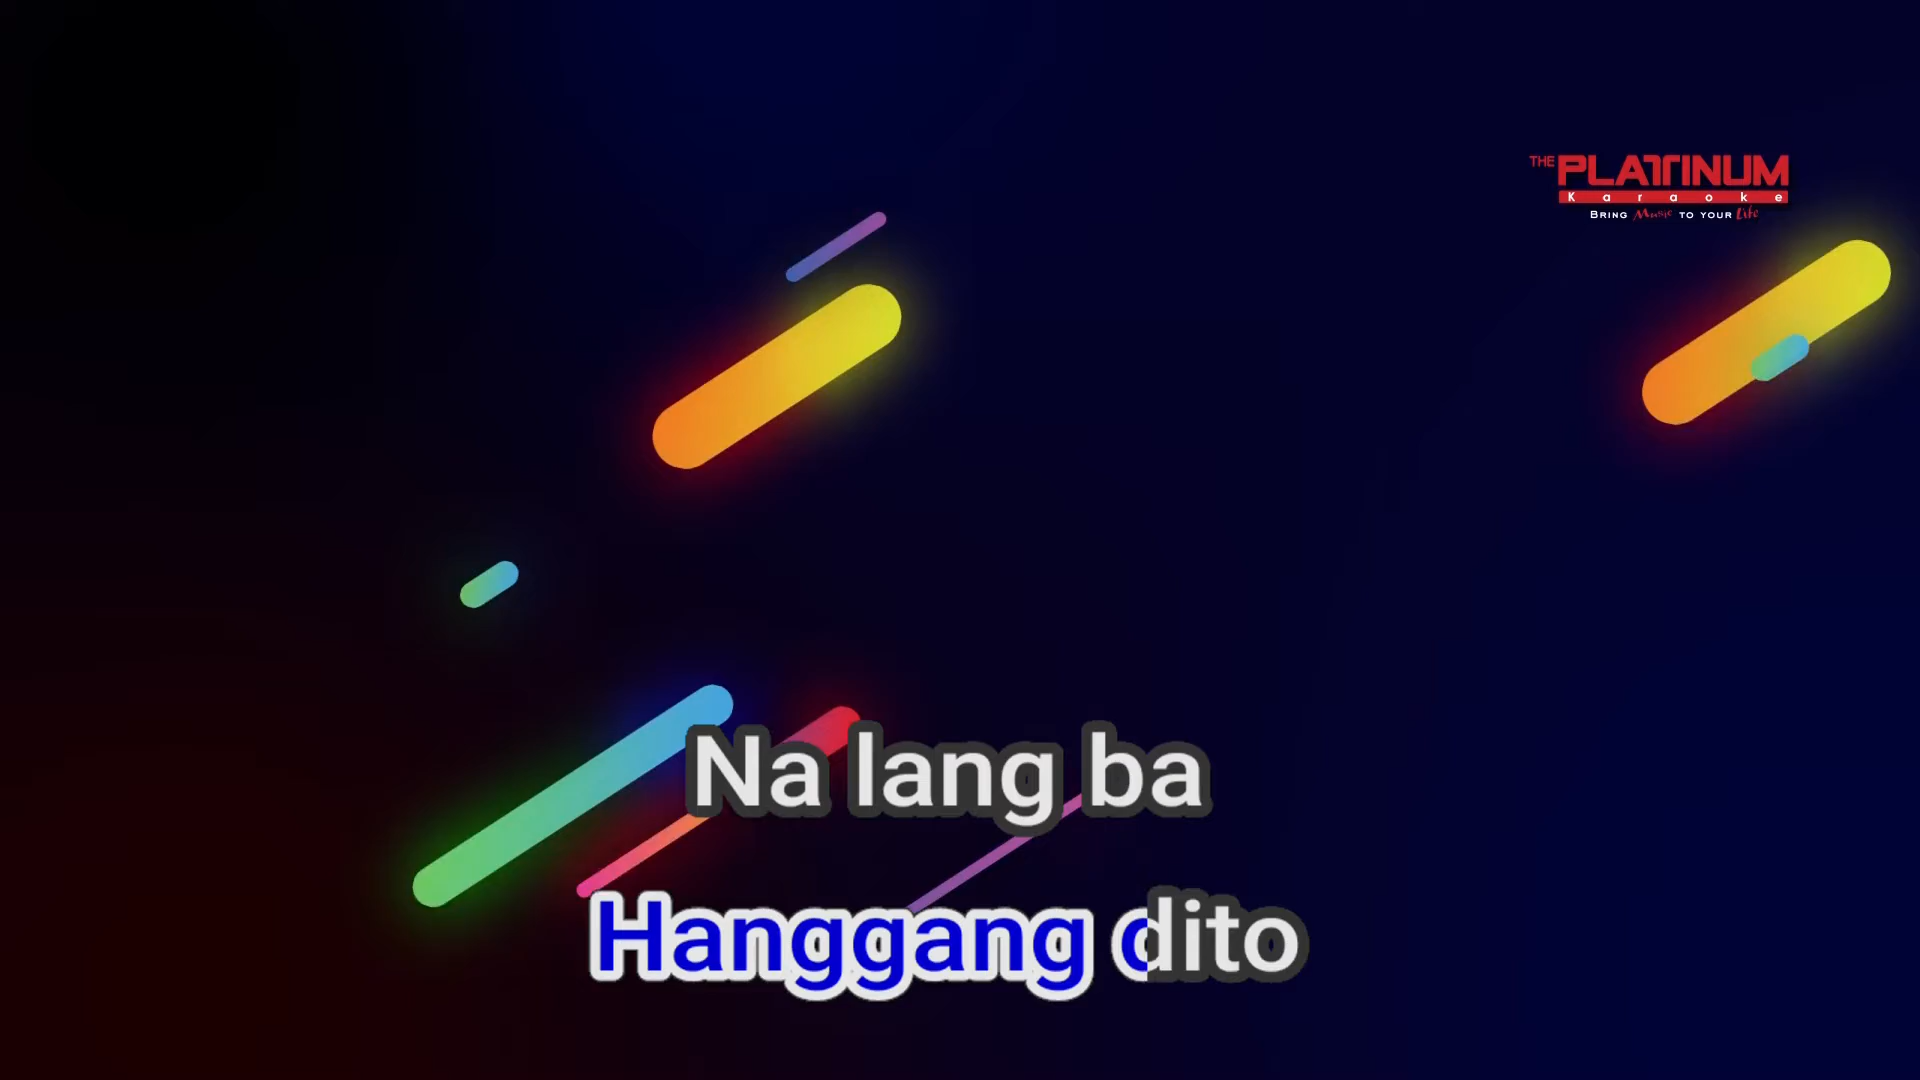 THE PLATINUM
Karaoke
BRING Music TO YOUR Life
Na lang ba
Hanggang dito